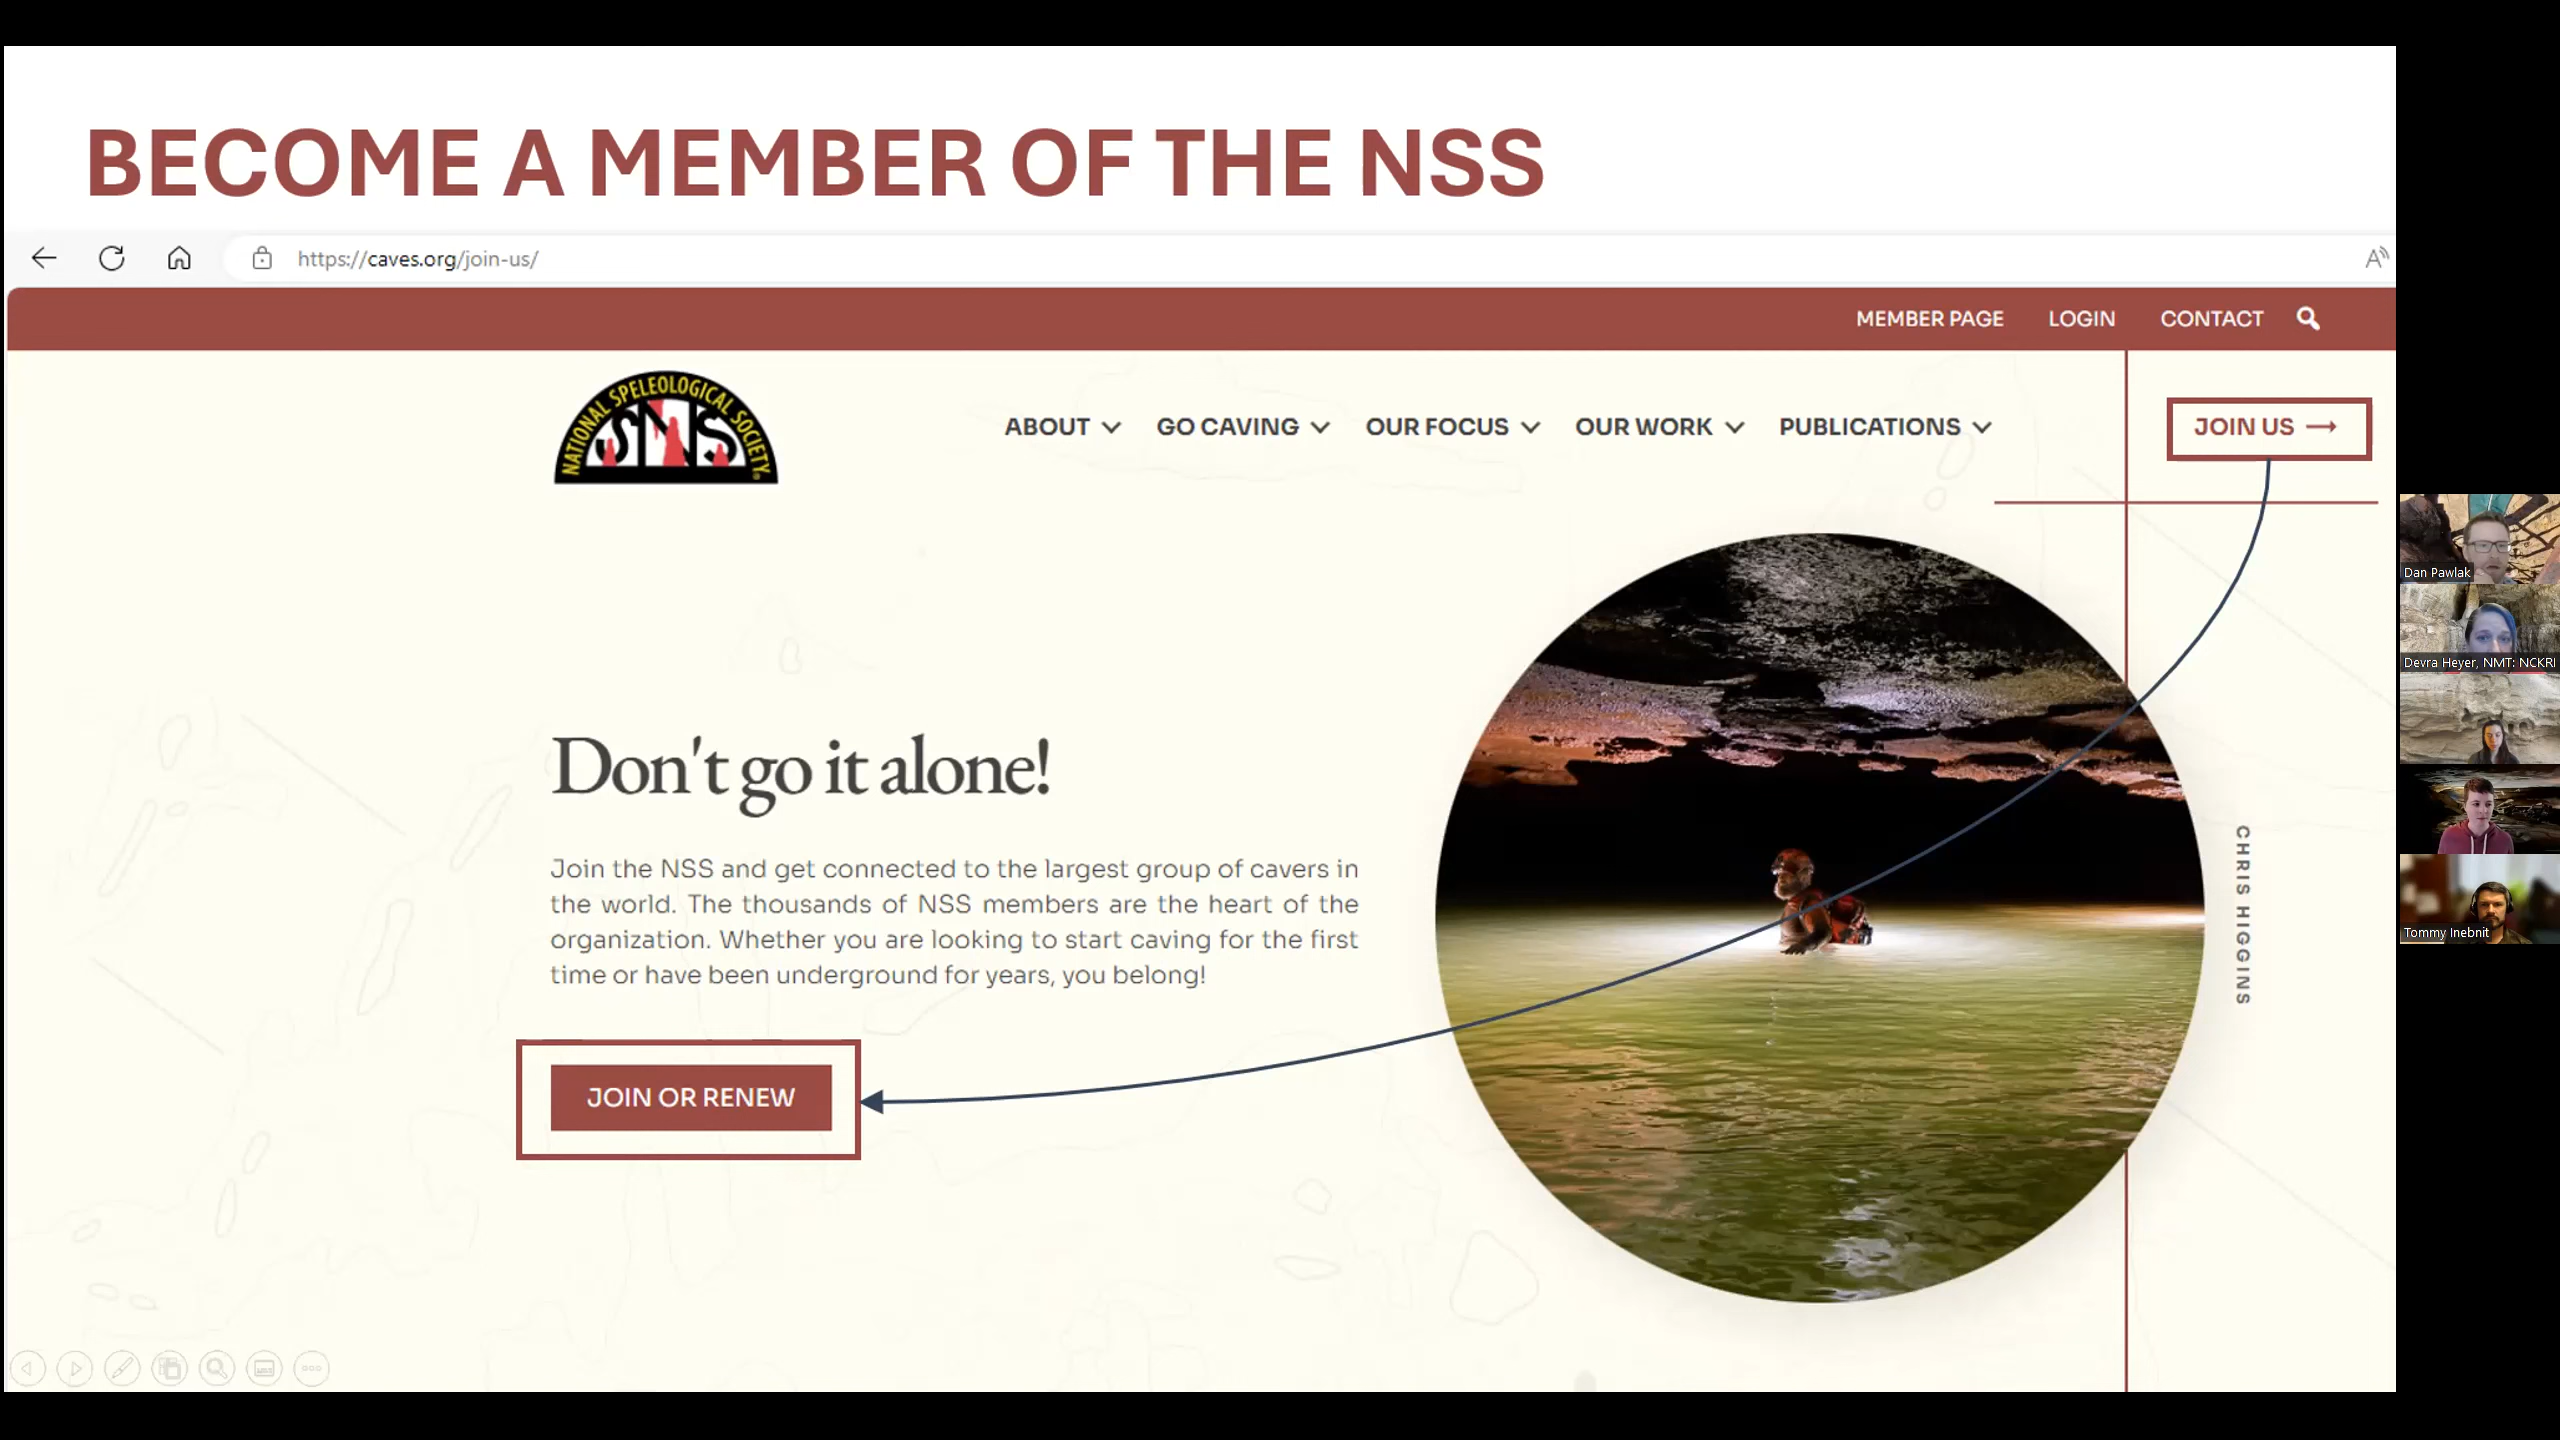 BECOME A MEMBER OF THE NSS
https://caves.org/join-us/
MEMBER PAGE LOGIN CONTACT
NATIONAL SPELEOLOGICAL SOCIETY
NSS
ABOUT GO CAVING OUR FOCUS OUR WORK PUBLICATIONS
JOIN US →
Don't go it alone!
Join the NSS and get connected to the largest group of cavers in
the world. The thousands of NSS members are the heart of the
organization. Whether you are looking to start caving for the first
time or have been underground for years, you belong!
JOIN OR RENEW
CHRIS HIGGINS
Dan Pawlak
Devra Heyer, NMT: NCKRI
Tommy Inebnit